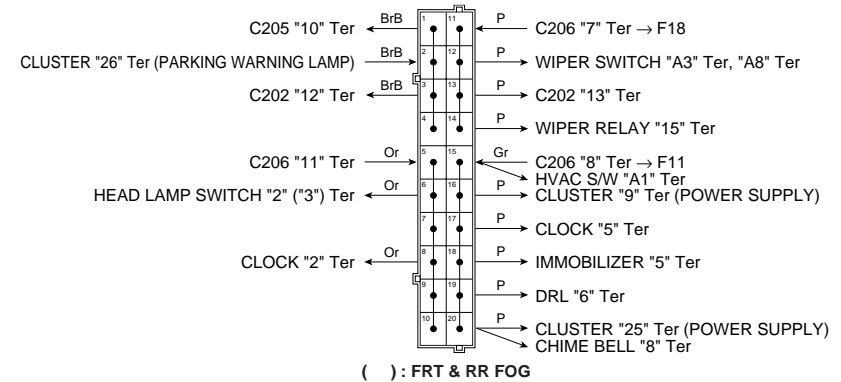 C205 "10" Ter BrB 1 11 P C206 "7" Ter → F18
CLUSTER "26" Ter (PARKING WARNING LAMP) BrB 2 12 P WIPER SWITCH "A3" Ter, "A8" Ter
C202 "12" Ter BrB 3 13 P C202 "13" Ter
4 14 P WIPER RELAY "15" Ter
C206 "11" Ter Or 5 15 Gr C206 "8" Ter → F11
HVAC S/W "A1" Ter
HEAD LAMP SWITCH "2" ("3") Ter Or 6 16 P CLUSTER "9" Ter (POWER SUPPLY)
7 17 P CLOCK "5" Ter
CLOCK "2" Ter Or 8 18 P IMMOBILIZER "5" Ter
9 19 P DRL "6" Ter
10 20 P CLUSTER "25" Ter (POWER SUPPLY)
CHIME BELL "8" Ter
( ) : FRT & RR FOG